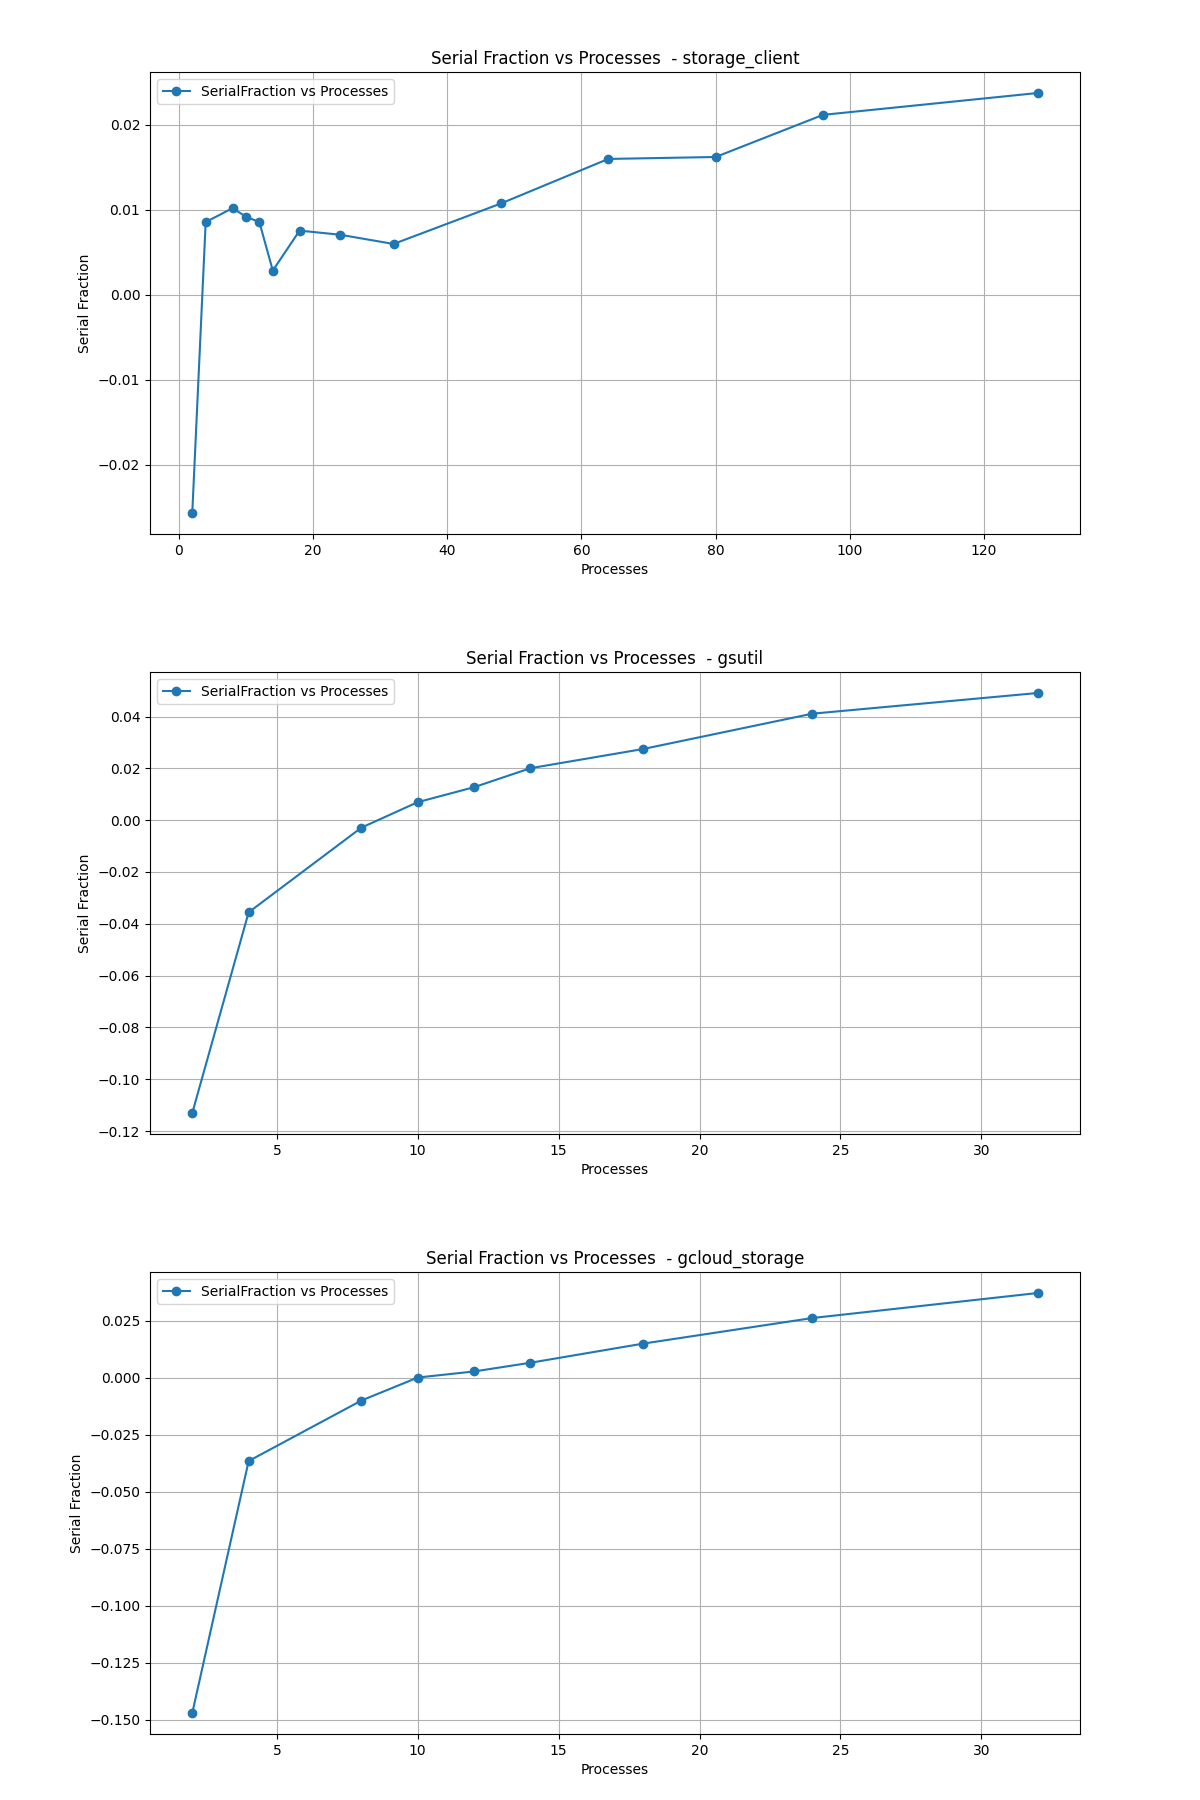 Serial Fraction vs Processes  - storage_client
SerialFraction vs Processes
0.02
0.01
0.00
−0.01
−0.02
Serial Fraction
0 20 40 60 80 100 120
Processes
Serial Fraction vs Processes  - gsutil
SerialFraction vs Processes
0.04
0.02
0.00
−0.02
−0.04
−0.06
−0.08
−0.10
−0.12
Serial Fraction
5 10 15 20 25 30
Processes
Serial Fraction vs Processes  - gcloud_storage
SerialFraction vs Processes
0.025
0.000
−0.025
−0.050
−0.075
−0.100
−0.125
−0.150
Serial Fraction
5 10 15 20 25 30
Processes